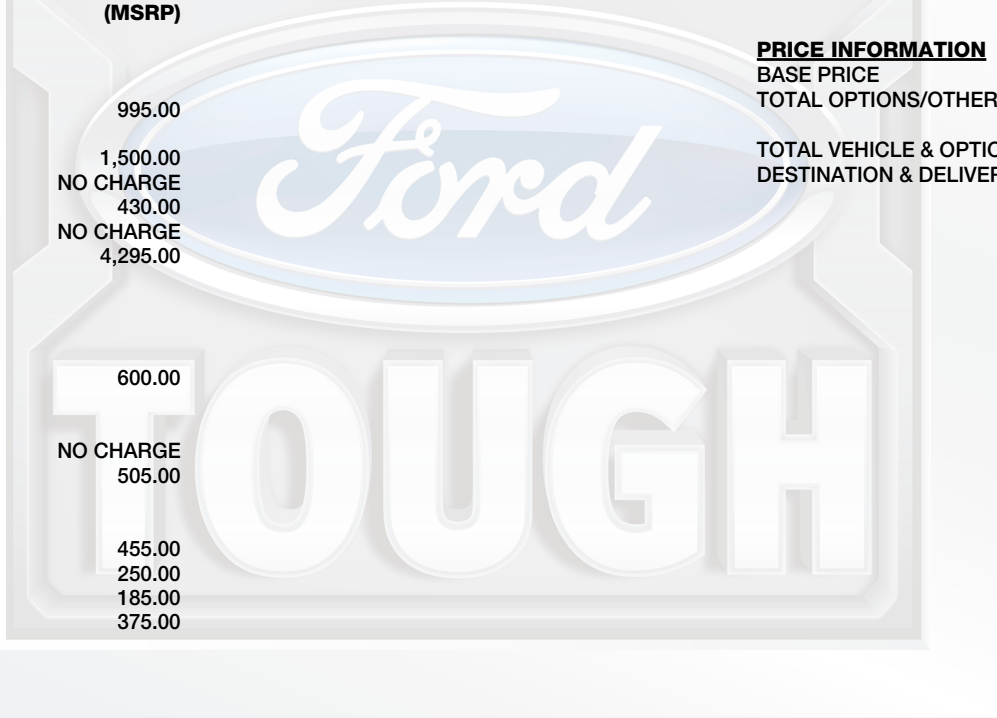 (MSRP)
995.00
1,500.00
NO CHARGE
430.00
NO CHARGE
4,295.00
600.00
NO CHARGE
505.00
455.00
250.00
185.00
375.00
PRICE INFORMATION
BASE PRICE
TOTAL OPTIONS/OTHER
TOTAL VEHICLE & OPTIO
DESTINATION & DELIVER
Ford
TOUGH